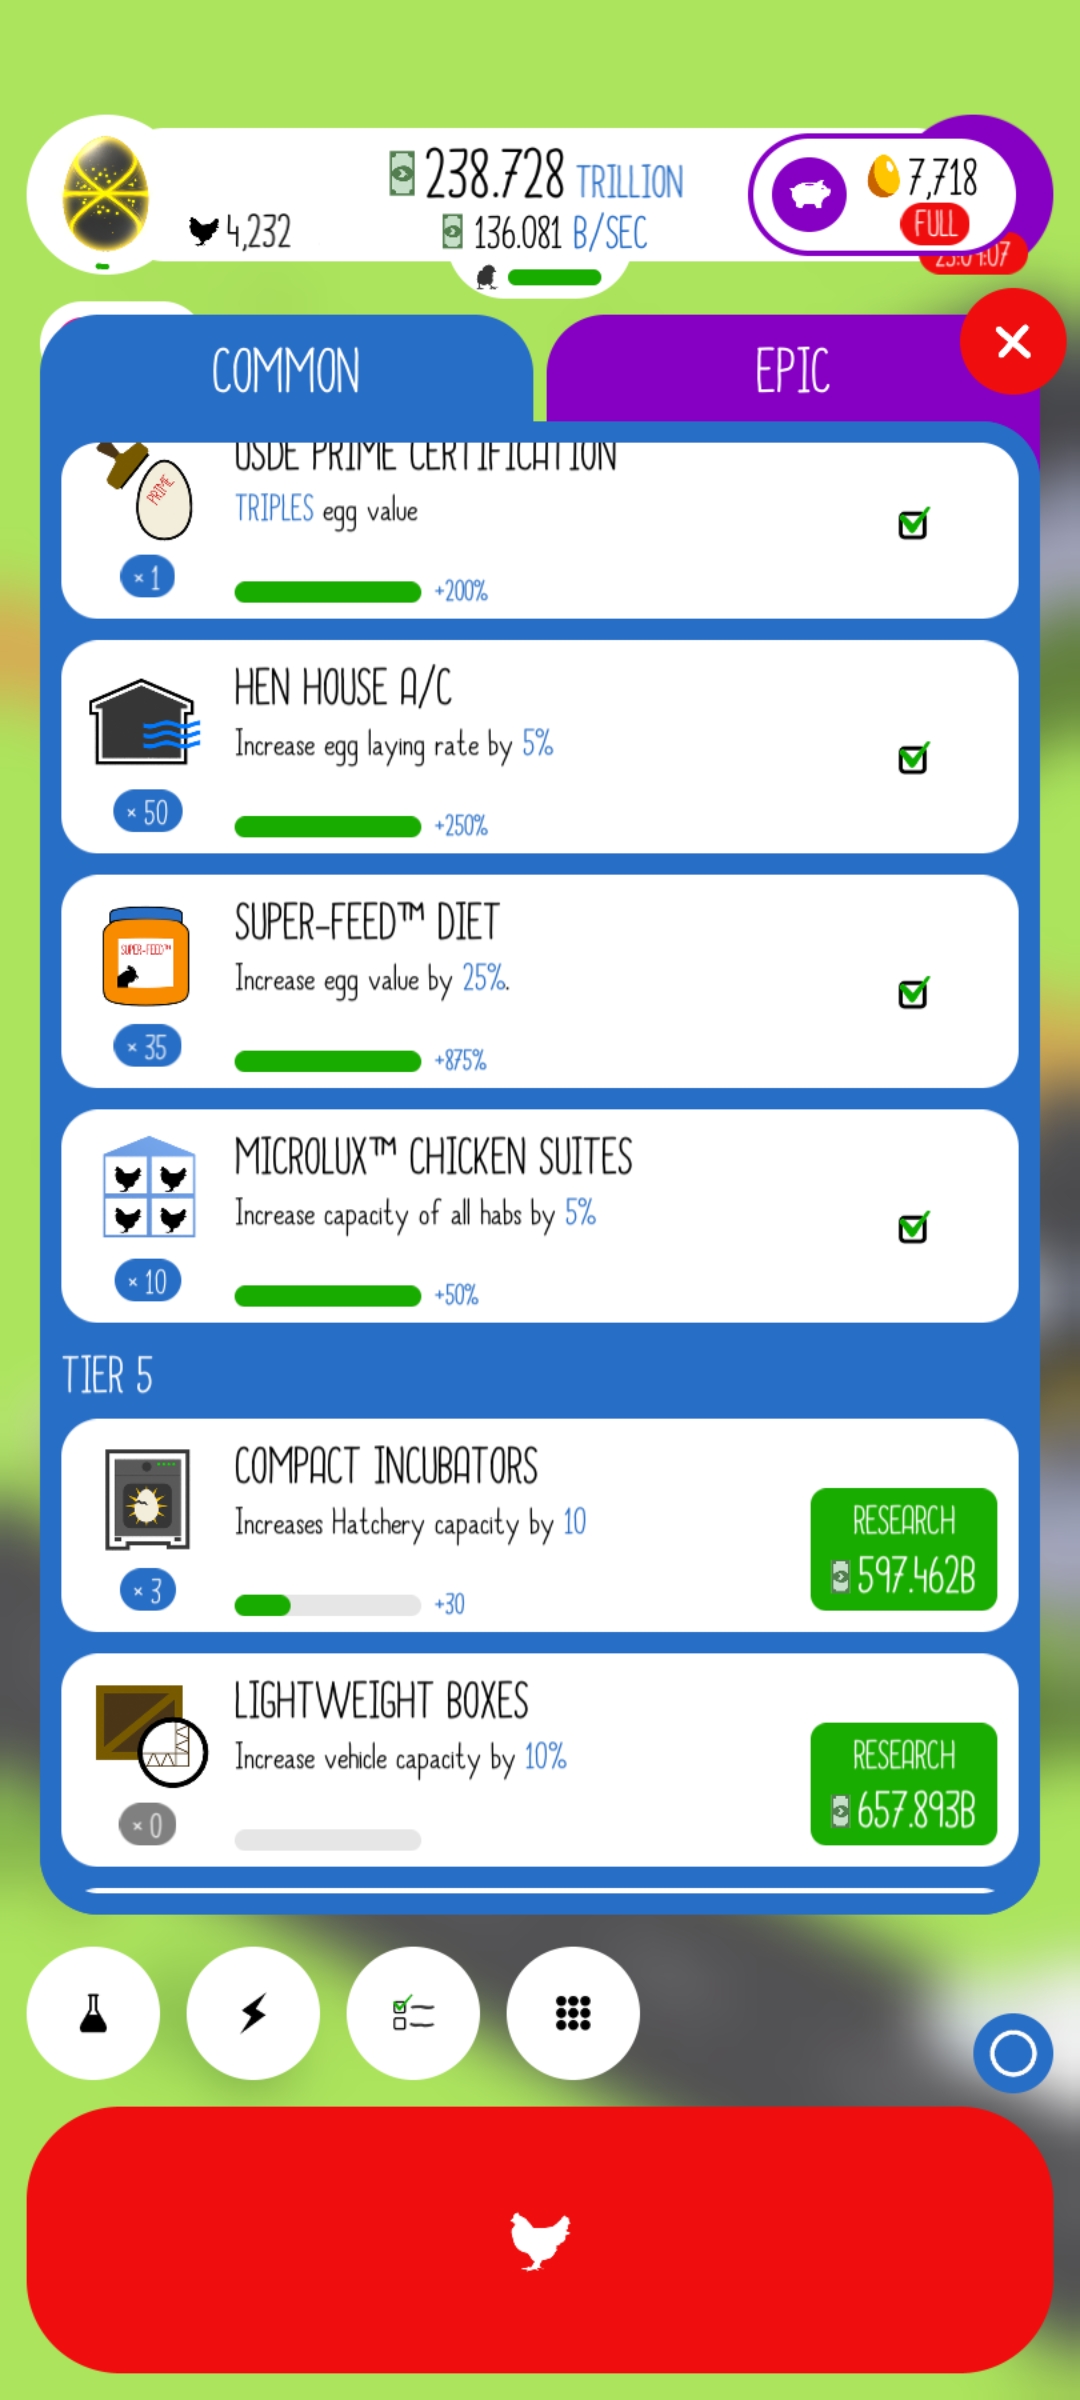 238.728 TRILLION
7,718
4,232
136.081 B/SEC
FULL
COMMON
EPIC
USDE PRIME CERTIFICATION
PRIME
TRIPLES egg value
×1
+200%
HEN HOUSE A/C
Increase egg laying rate by 5%
×50
+250%
SUPER-FEED™ DIET
SUPER-FEED™
Increase egg value by 25%.
×35
+875%
MICROLUX™ CHICKEN SUITES
Increase capacity of all habs by 5%
×10
+50%
TIER 5
COMPACT INCUBATORS
Increases Hatchery capacity by 10
RESEARCH
597.462B
×3
+30
LIGHTWEIGHT BOXES
Increase vehicle capacity by 10%
RESEARCH
657.893B
×0